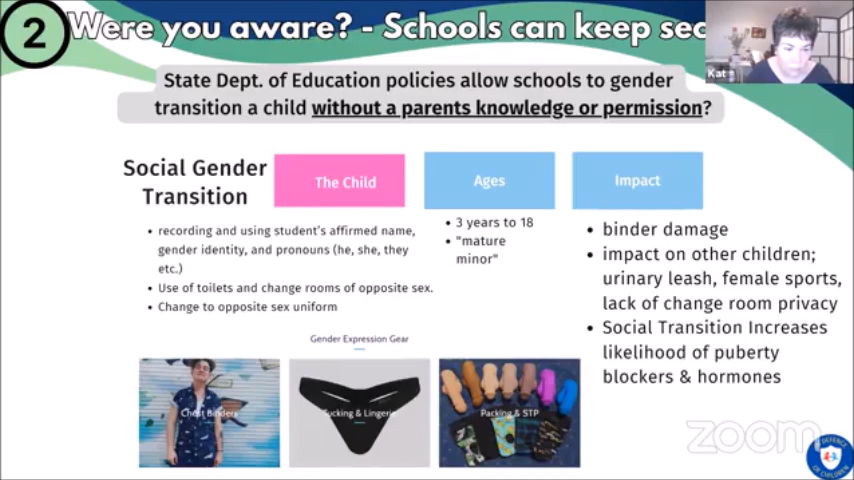 2
Were you aware? - Schools can keep sec
Kat
State Dept. of Education policies allow schools to gender
transition a child without a parents knowledge or permission?
Social Gender
Transition
The Child
• recording and using student's affirmed name,
gender identity, and pronouns (he, she, they
etc.)
• Use of toilets and change rooms of opposite sex.
• Change to opposite sex uniform
Ages
• 3 years to 18
• "mature
minor"
Impact
• binder damage
• impact on other children;
urinary leash, female sports,
lack of change room privacy
• Social Transition Increases
likelihood of puberty
blockers & hormones
Gender Expression Gear
Chest Binders
Tucking & Lingerie
Packing & STP
zoom
DEFENCE
OF CHILDREN